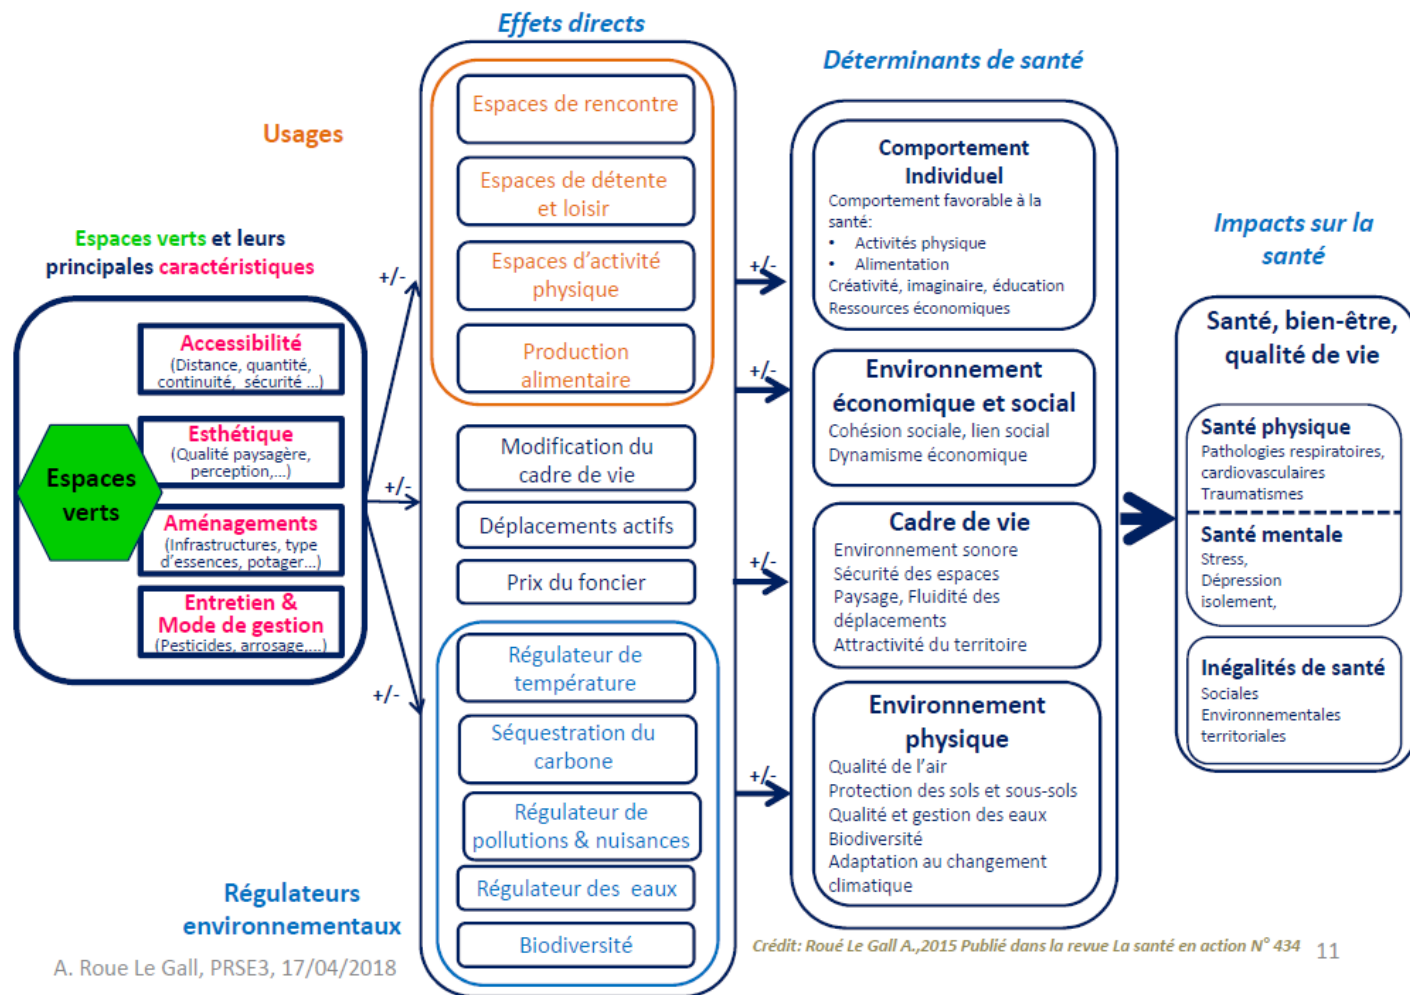 Effets directs
Déterminants de santé
Impacts sur la
santé
Usages
Espaces verts et leurs
principales caractéristiques
Accessibilité
(Distance, quantité,
continuité, sécurité ...)
Esthétique
(Qualité paysagère,
perception,...)
Espaces
verts
Aménagements
(Infrastructures, type
d'essences, potager...)
Entretien &
Mode de gestion
(Pesticides, arrosage,...)
+/-
+/-
+/-
Espaces de rencontre
Espaces de détente
et loisir
Espaces d'activité
physique
Production
alimentaire
Modification du
cadre de vie
Déplacements actifs
Prix du foncier
Régulateur de
température
Séquestration du
carbone
Régulateur de
pollutions & nuisances
Régulateur des eaux
Biodiversité
Régulateurs
environnementaux
+/-
+/-
+/-
+/-
Comportement
Individuel
Comportement favorable à la
santé:
• Activités physique
• Alimentation
Créativité, imaginaire, éducation
Ressources économiques
Environnement
économique et social
Cohésion sociale, lien social
Dynamisme économique
Cadre de vie
Environnement sonore
Sécurité des espaces
Paysage, Fluidité des
déplacements
Attractivité du territoire
Environnement
physique
Qualité de l'air
Protection des sols et sous-sols
Qualité et gestion des eaux
Biodiversité
Adaptation au changement
climatique
Santé, bien-être,
qualité de vie
Santé physique
Pathologies respiratoires,
cardiovasculaires
Traumatismes
Santé mentale
Stress,
Dépression
isolement,
Inégalités de santé
Sociales
Environnementales
territoriales
Crédit: Roué Le Gall A.,2015 Publié dans la revue La santé en action N° 434
11
A. Roue Le Gall, PRSE3, 17/04/2018